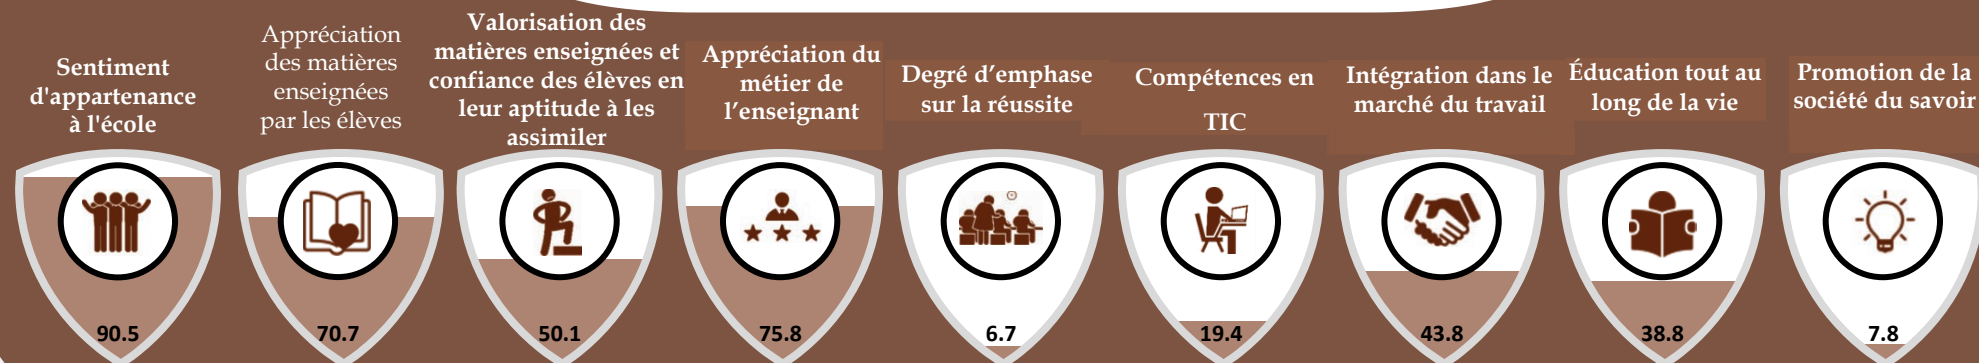 Sentiment
d'appartenance
à l'école
90.5
Appréciation
des matières
enseignées
par les élèves
70.7
Valorisation des
matières enseignées et
confiance des élèves en
leur aptitude à les
assimiler
50.1
Appréciation du
métier de
l’enseignant
75.8
Degré d’emphase
sur la réussite
6.7
Compétences en
TIC
19.4
Intégration dans le
marché du travail
43.8
Éducation tout au
long de la vie
38.8
Promotion de la
société du savoir
7.8